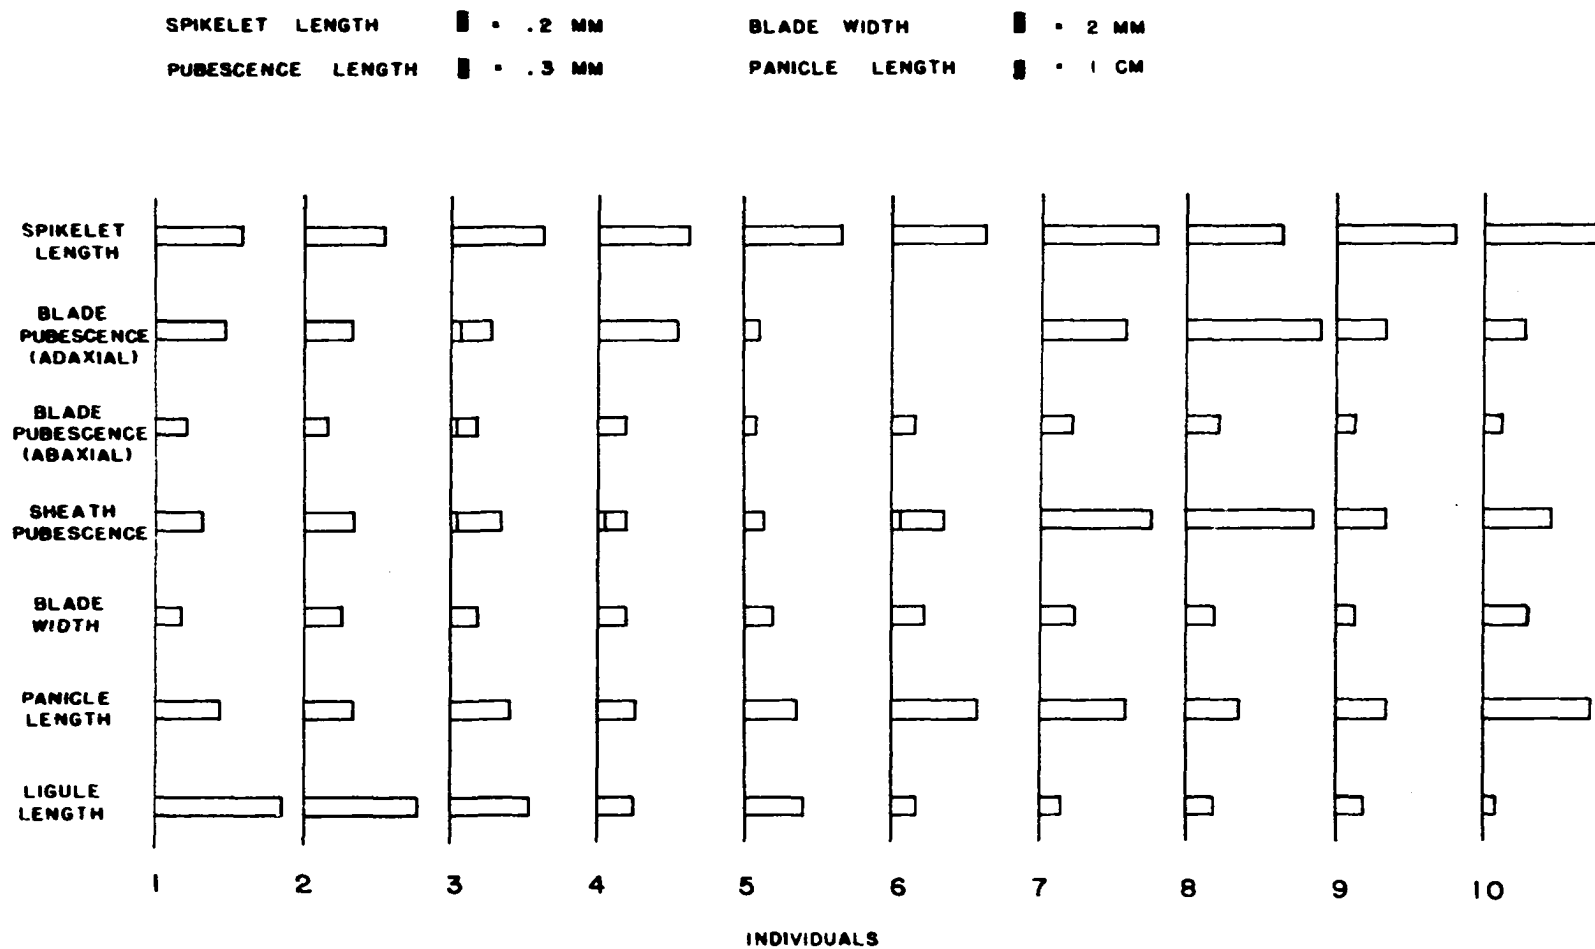 SPIKELET LENGTH = .2 MM
BLADE WIDTH = 2 MM
PUBESCENCE LENGTH = .3 MM
PANICLE LENGTH = 1 CM
SPIKELET
LENGTH
BLADE
PUBESCENCE
(ADAXIAL)
BLADE
PUBESCENCE
(ABAXIAL)
SHEATH
PUBESCENCE
BLADE
WIDTH
PANICLE
LENGTH
LIGULE
LENGTH
1 2 3 4 5 6 7 8 9 10
INDIVIDUALS